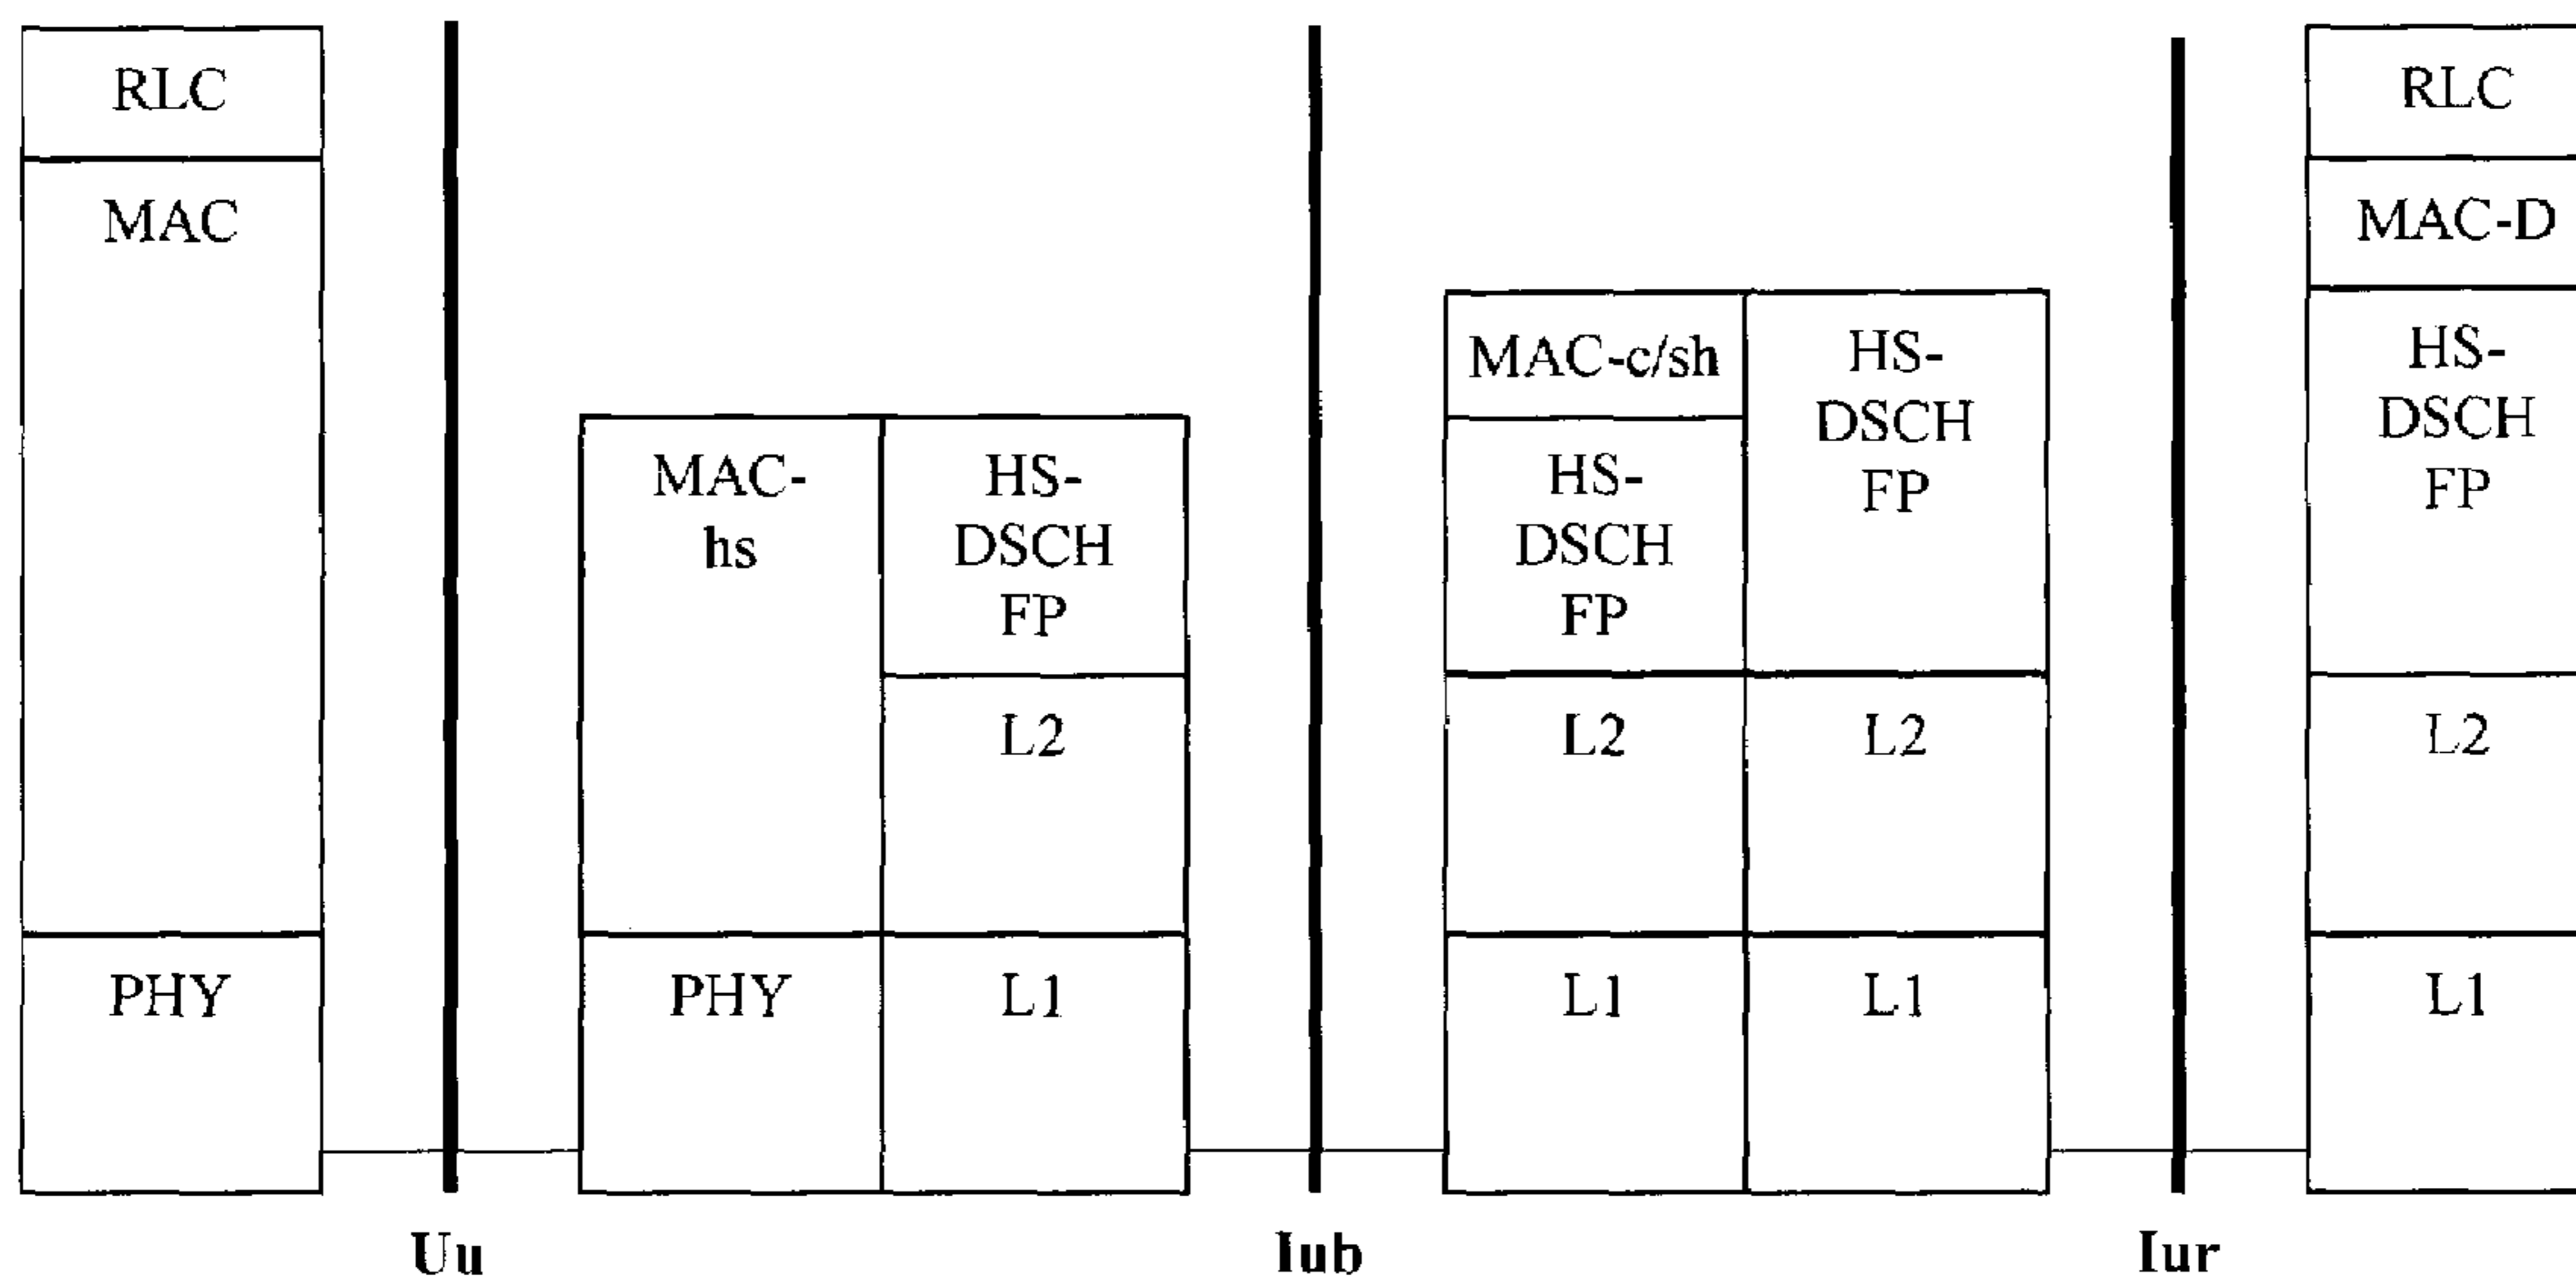 RLC
MAC
PHY
MAC-
hs
PHY
HS-
DSCH
FP
L2
L1
MAC-c/sh
HS-
DSCH
FP
L2
L1
HS-
DSCH
FP
L2
L1
RLC
MAC-D
HS-
DSCH
FP
L2
L1
Uu
Iub
Iur